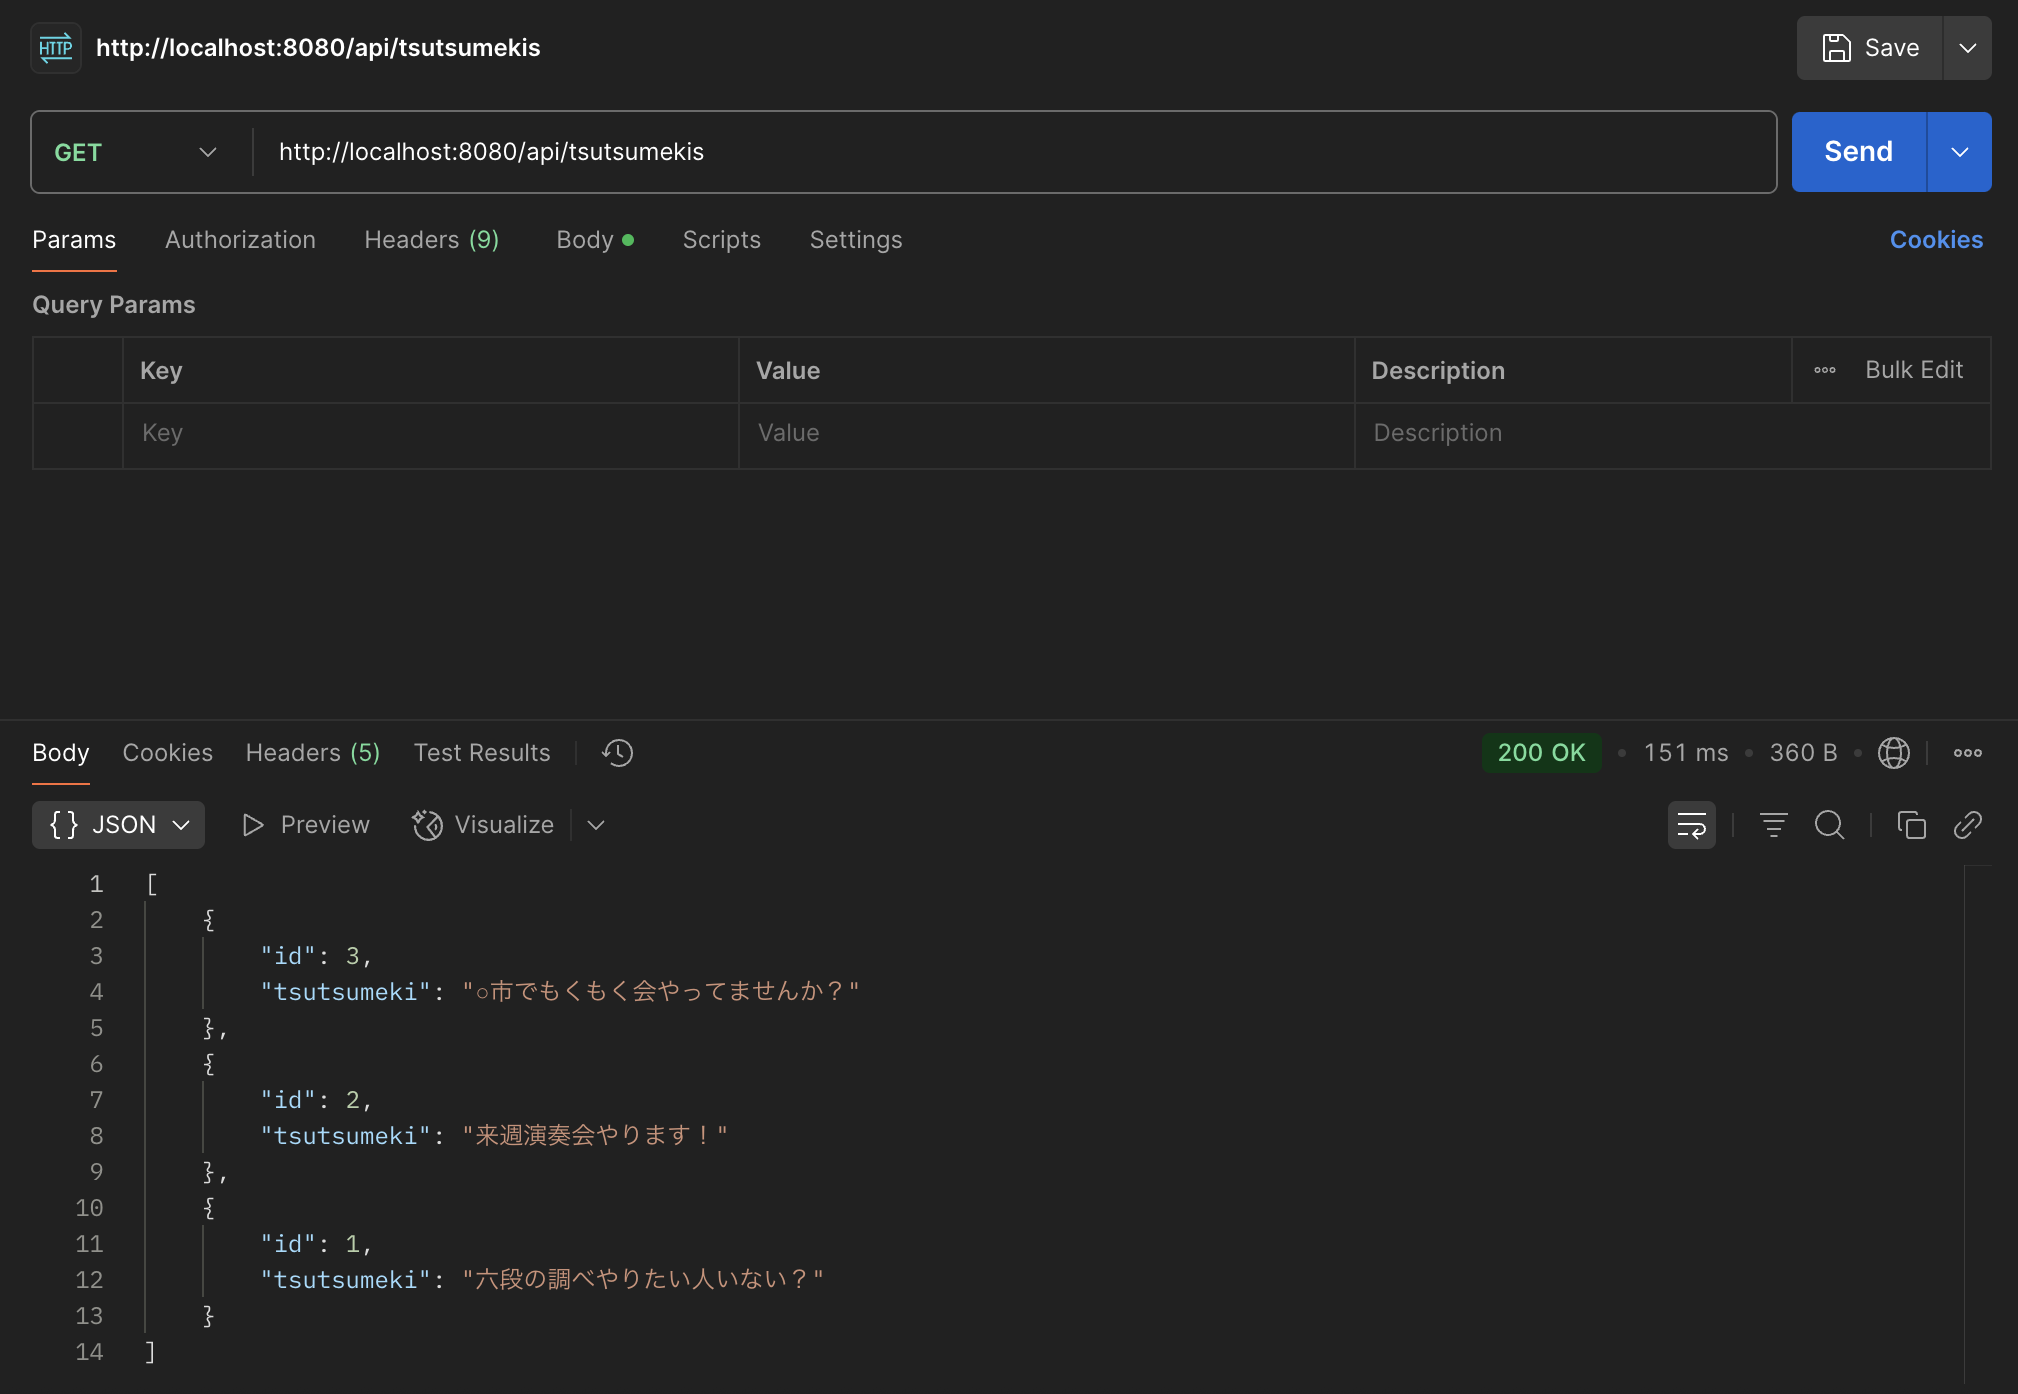 HTTP http://localhost:8080/api/tsutsumekis Save
GET http://localhost:8080/api/tsutsumekis Send
Params Authorization Headers (9) Body Scripts Settings Cookies
Query Params
Key Value Description Bulk Edit
Key Value Description
Body Cookies Headers (5) Test Results 200 OK 151 ms 360 B
{} JSON Preview Visualize
1 [
2 {
3 "id": 3,
4 "tsutsumeki": "○市でもくもく会やってませんか？"
5 },
6 {
7 "id": 2,
8 "tsutsumeki": "来週演奏会やります！"
9 },
10 {
11 "id": 1,
12 "tsutsumeki": "六段の調べやりたい人いない？"
13 }
14 ]